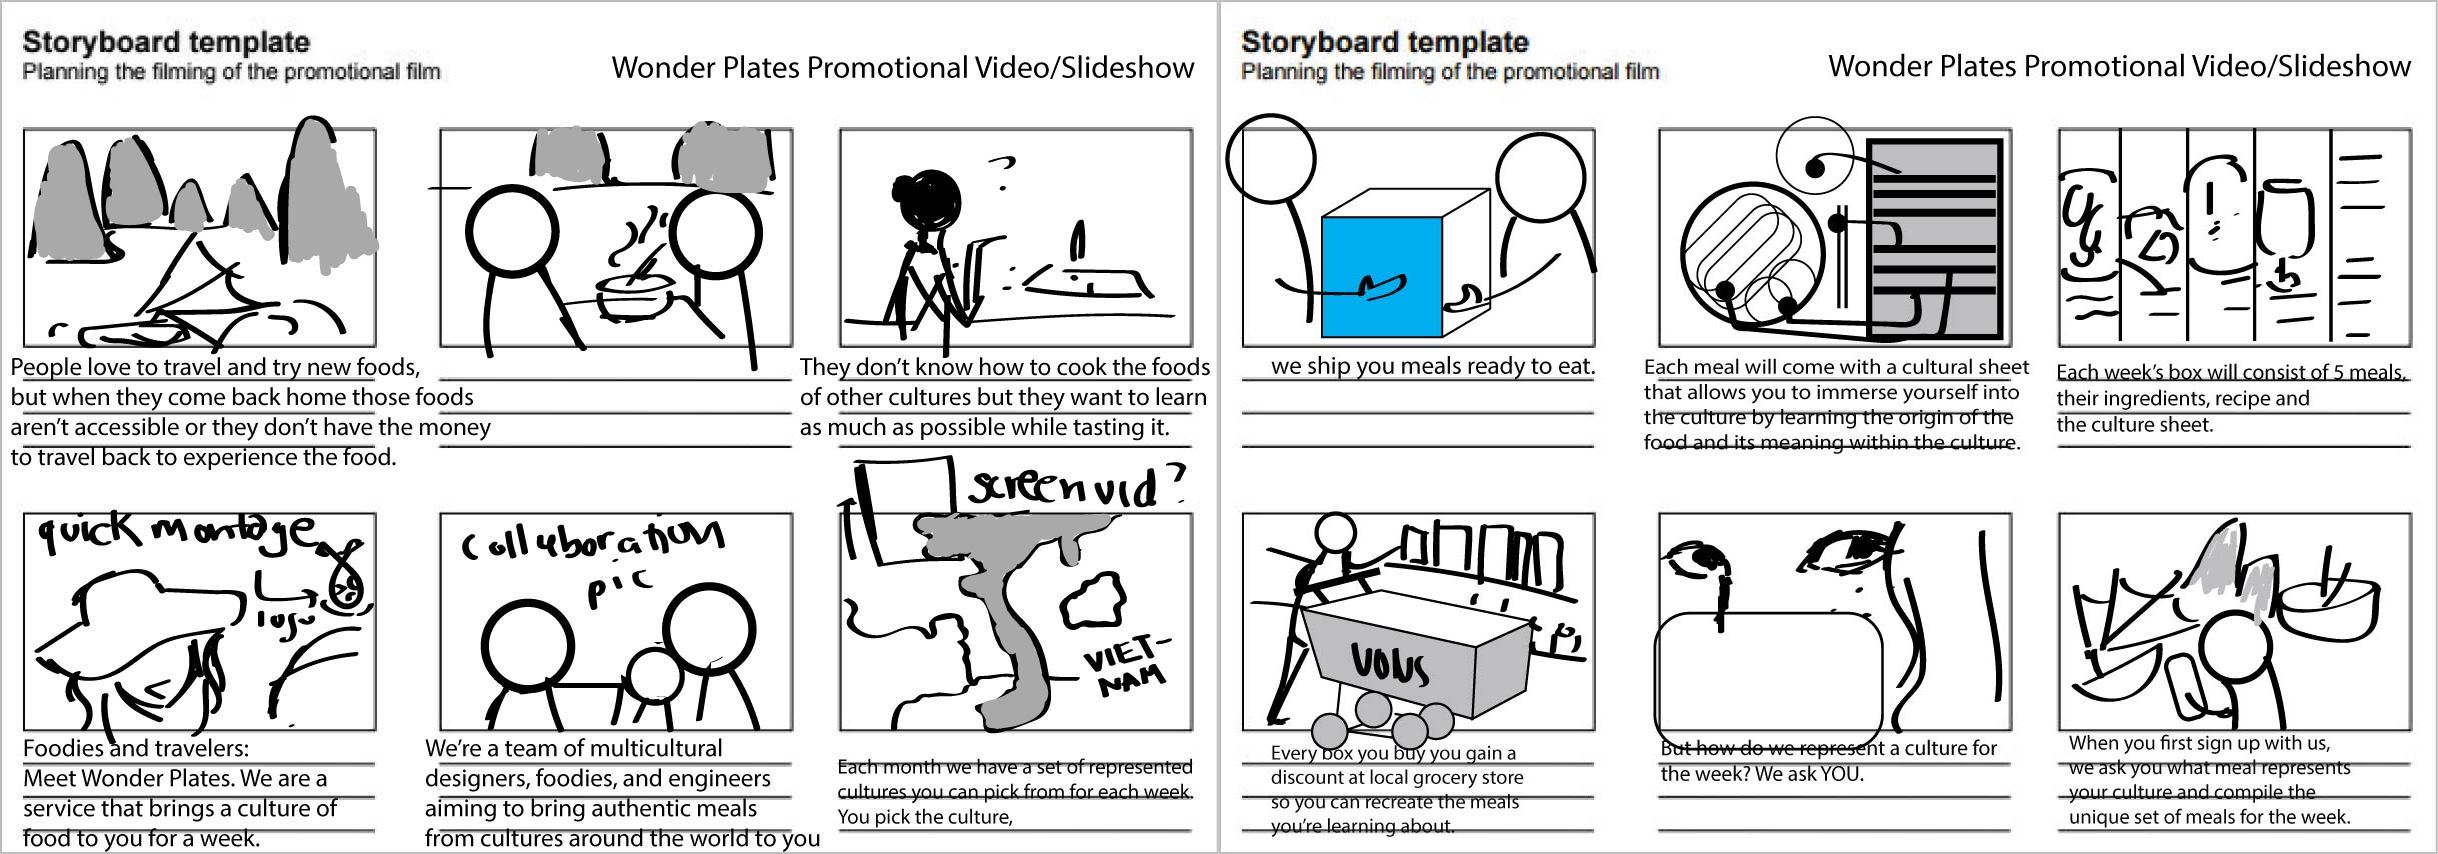 Storyboard template
Planning the filming of the promotional film
Wonder Plates Promotional Video/Slideshow
People love to travel and try new foods,
but when they come back home those foods
aren't accessible or they don't have the money
to travel back to experience the food.
They don't know how to cook the foods
of other cultures but they want to learn
as much as possible while tasting it.
quick montage
logo
Foodies and travelers:
Meet Wonder Plates. We are a
service that brings a culture of
food to you for a week.
collaboration
pic
We're a team of multicultural
designers, foodies, and engineers
aiming to bring authentic meals
from cultures around the world to you
screen vid?
VIET-
NAM
Each month we have a set of represented
cultures you can pick from for each week.
You pick the culture,
Storyboard template
Planning the filming of the promotional film
Wonder Plates Promotional Video/Slideshow
we ship you meals ready to eat.
Each meal will come with a cultural sheet
that allows you to immerse yourself into
the culture by learning the origin of the
food and its meaning within the culture.
Each week's box will consist of 5 meals,
their ingredients, recipe and
the culture sheet.
VONS
Every box you buy you gain a
discount at local grocery store
so you can recreate the meals
you're learning about.
But how do we represent a culture for
the week? We ask YOU.
When you first sign up with us,
we ask you what meal represents
your culture and compile the
unique set of meals for the week.